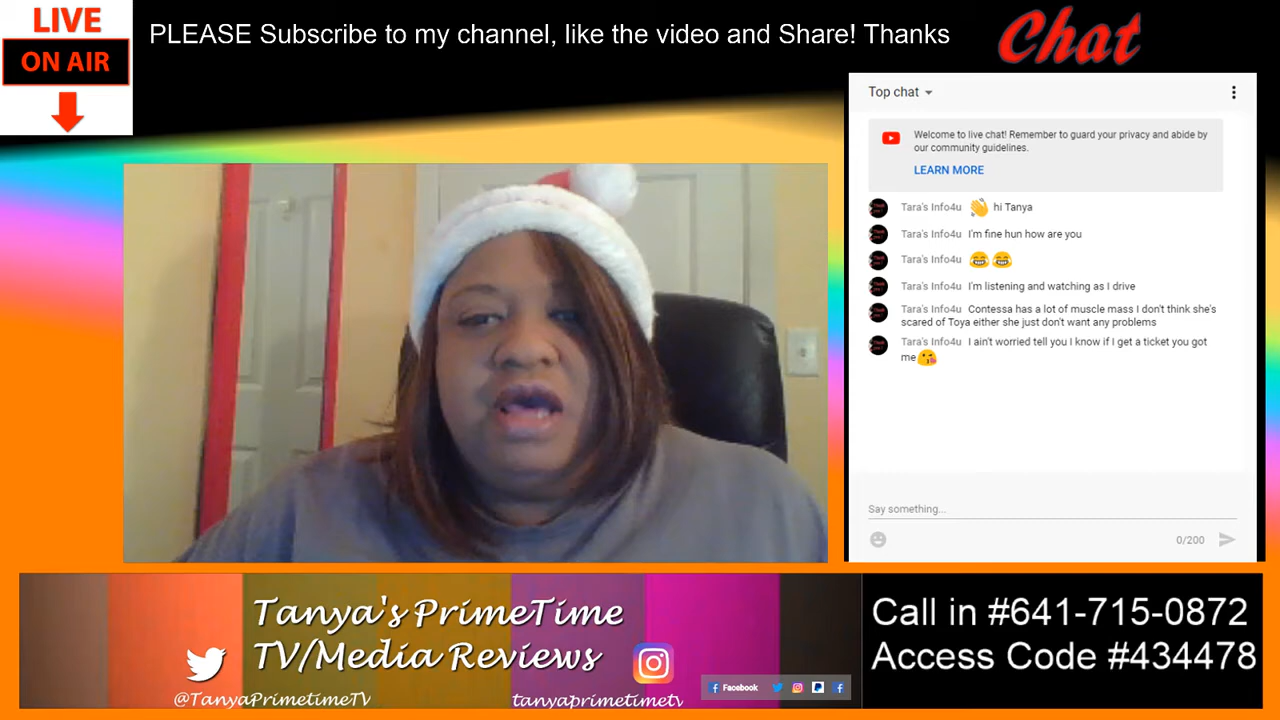 LIVE
ON AIR
PLEASE Subscribe to my channel, like the video and Share! Thanks
Chat
Top chat
Welcome to live chat! Remember to guard your privacy and abide by
our community guidelines.
LEARN MORE
Tara's Info4u 👋 hi Tanya
Tara's Info4u I'm fine hun how are you
Tara's Info4u 😂😂
Tara's Info4u I'm listening and watching as I drive
Tara's Info4u Contessa has a lot of muscle mass I don't think she's
scared of Toya either she just don't want any problems
Tara's Info4u I ain't worried tell you I know if I get a ticket you got
me😘
Say something...
0/200
Tanya's PrimeTime
TV/Media Reviews
@TanyaPrimetimeTV
tanyaprimetimetv
Facebook
Call in #641-715-0872
Access Code #434478